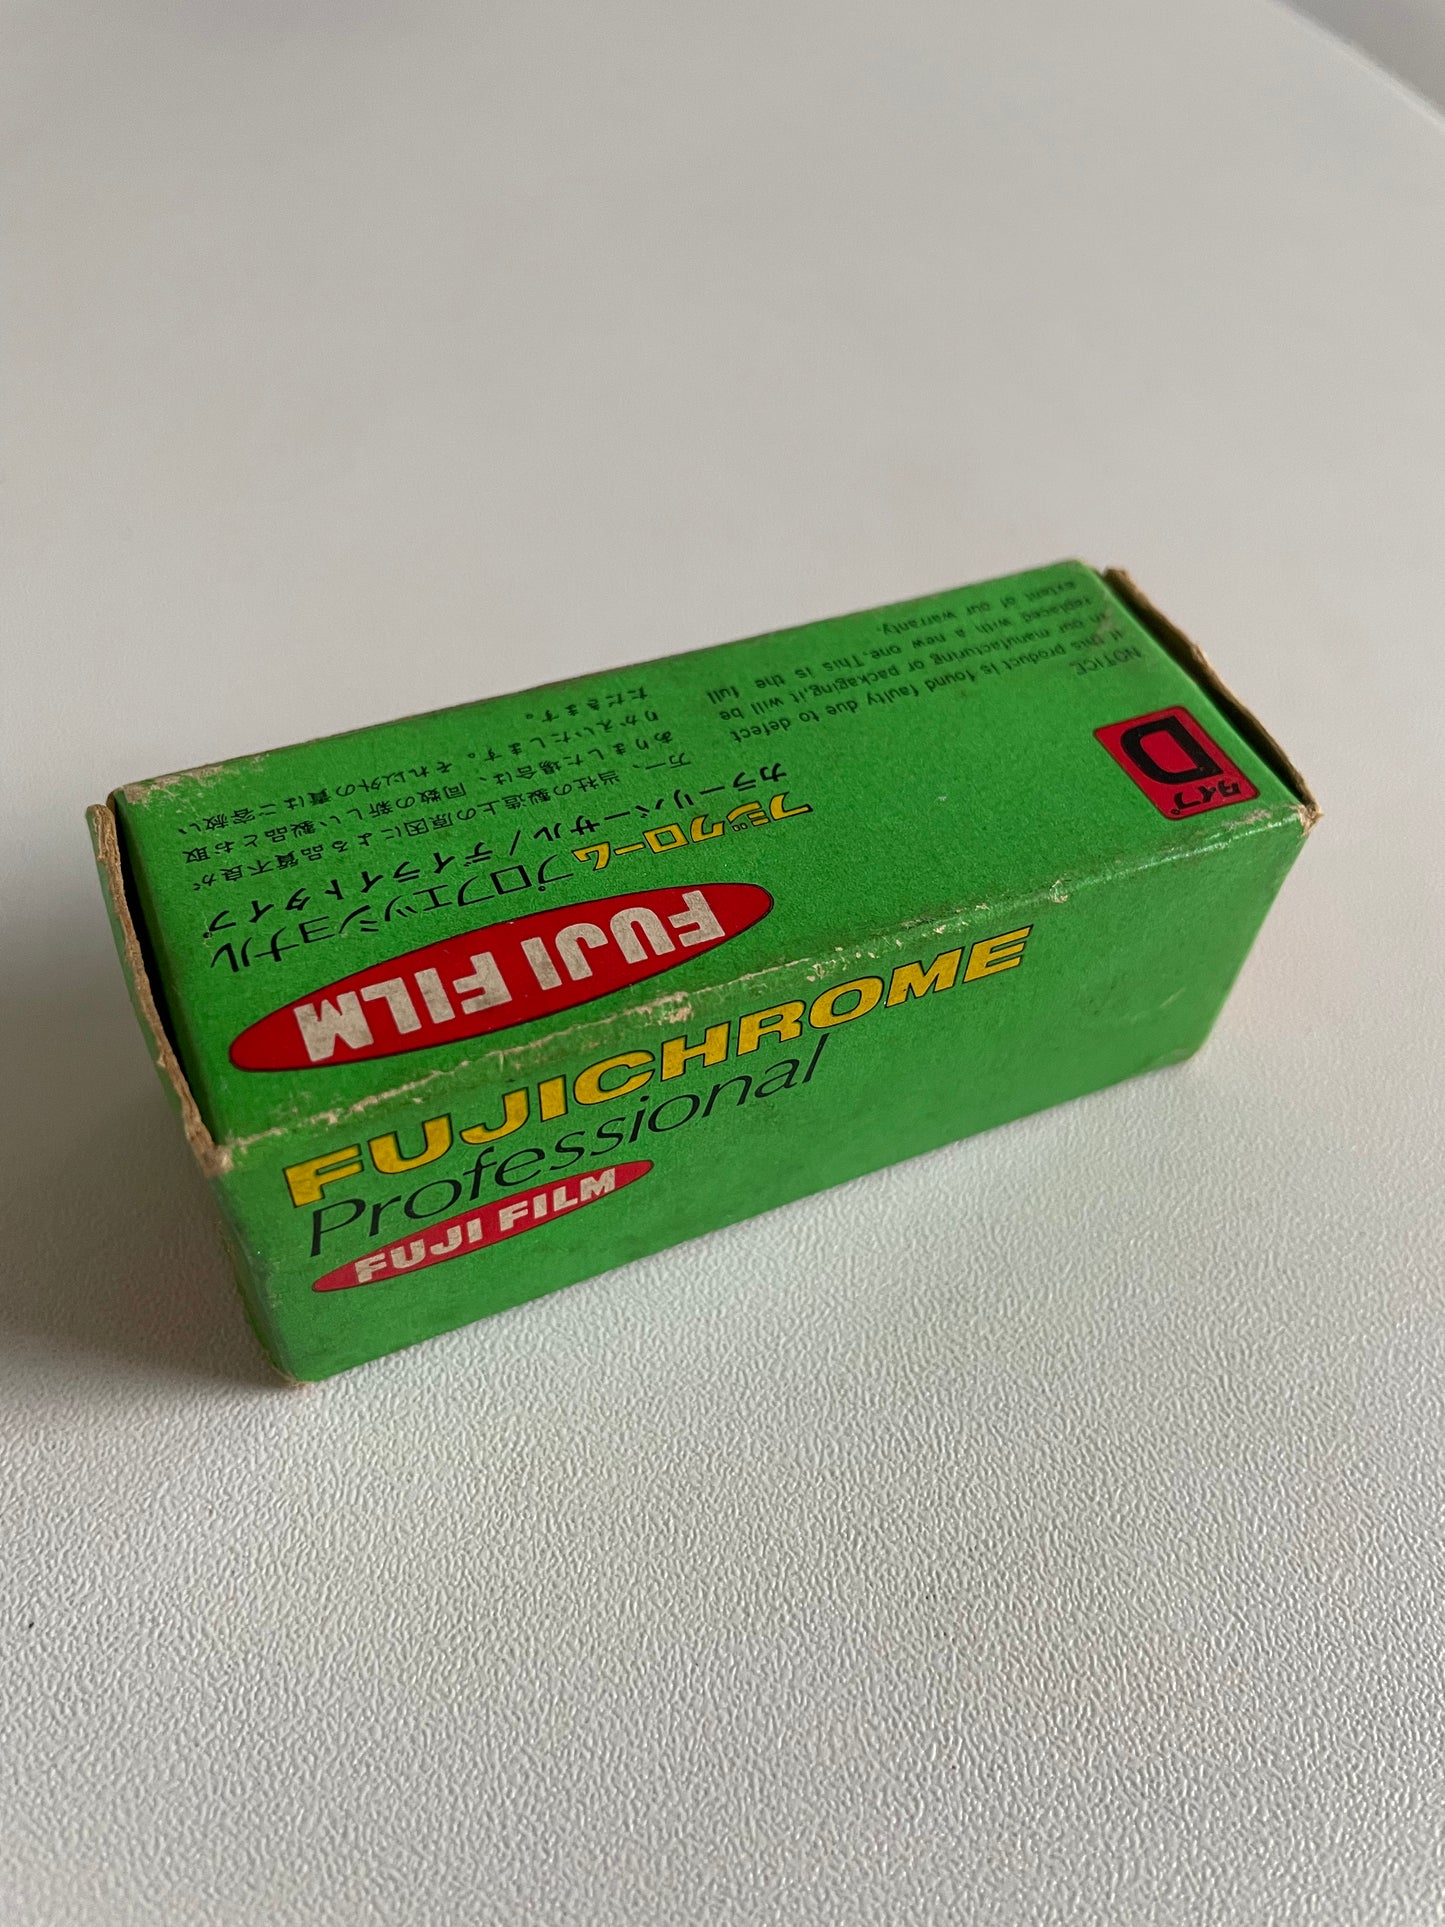 FUJICHROME
Professional
FUJI FILM
FUJI FILM
フジクローム プロフェッショナル
カラーリバーサル/デイライトタイプ
万一、当社の製造上の原因による品質不良が
ありました場合は、同数の新しい製品とお取
りかえいたします。それ以外の責はご容赦い
ただきます。
タイプ
D
NOTICE
If this product is found faulty due to defect
in our manufacturing or packaging, it will be
replaced with a new one. This is the full
extent of our warranty.